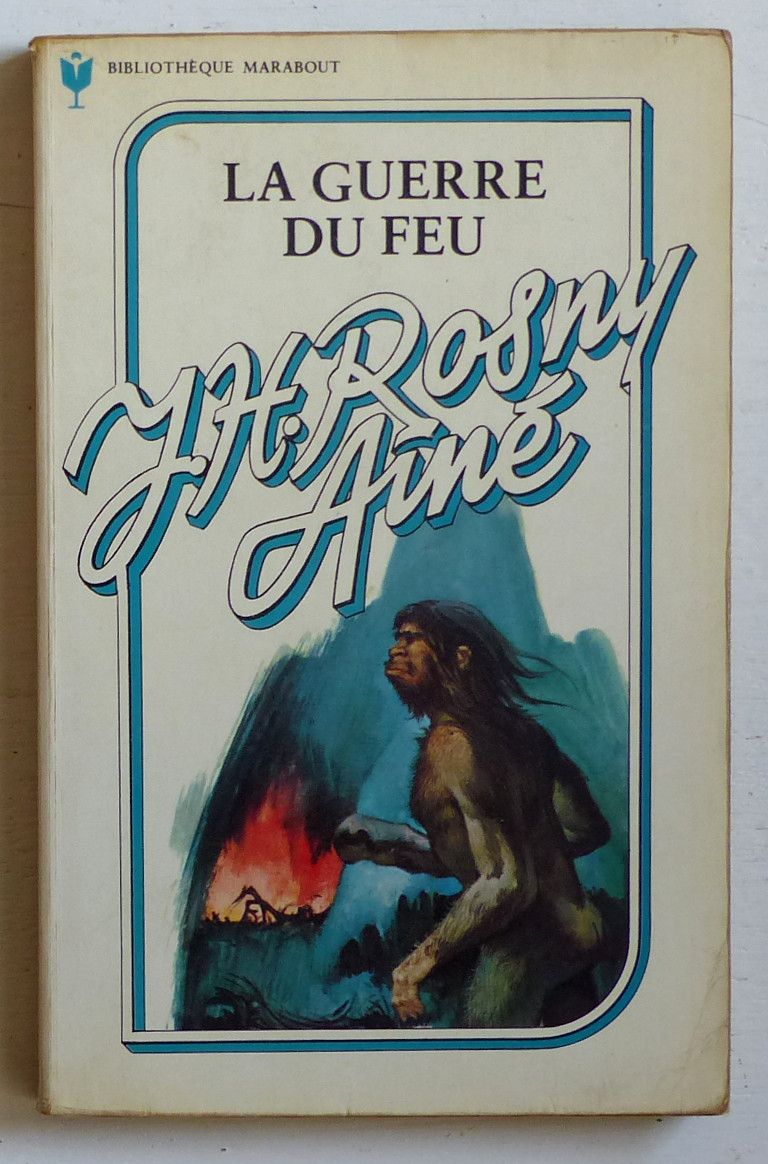 BIBLIOTHÈQUE MARABOUT
LA GUERRE
DU FEU
J.H. Rosny
Aîné